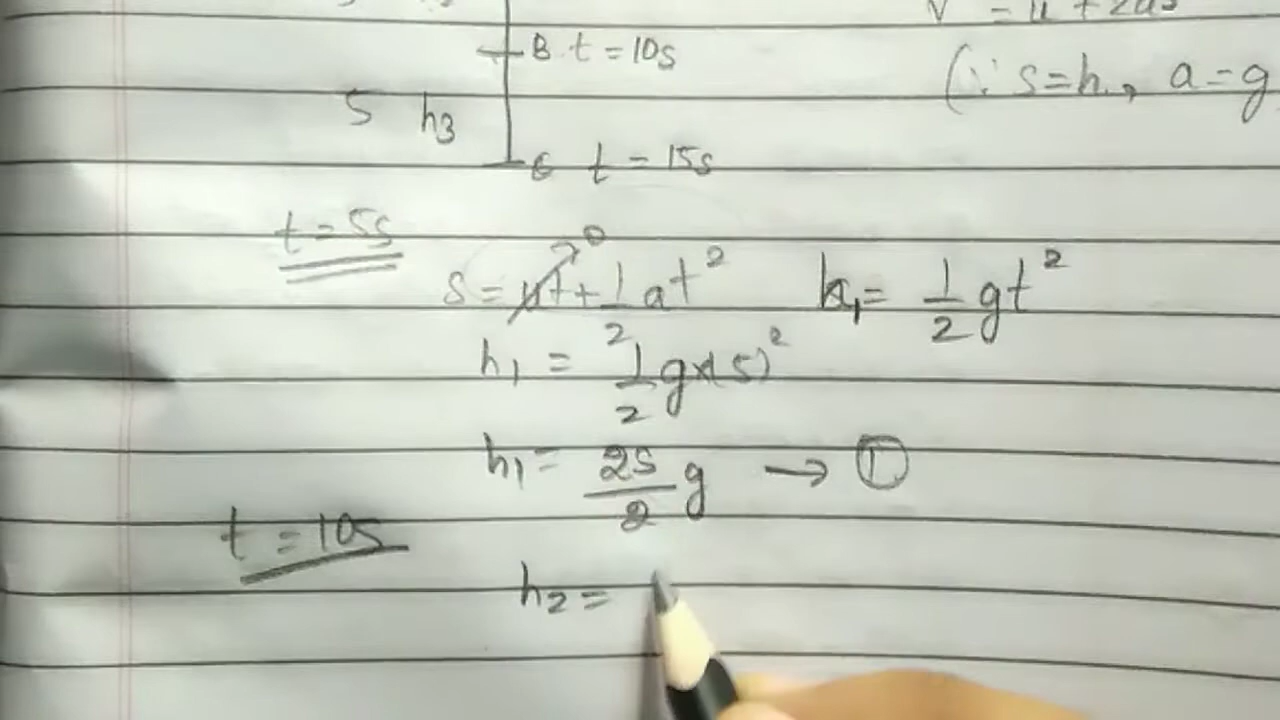 B. t = 10s
(∵ s=h, a=g
5 h3
C t = 15s
t = 5s
s = ut + 1/2 at² h₁ = 1/2 gt²
0
h₁ = 1/2 g×(5)²
h₁ = 25/2 g → ①
t = 10s
h₂ =